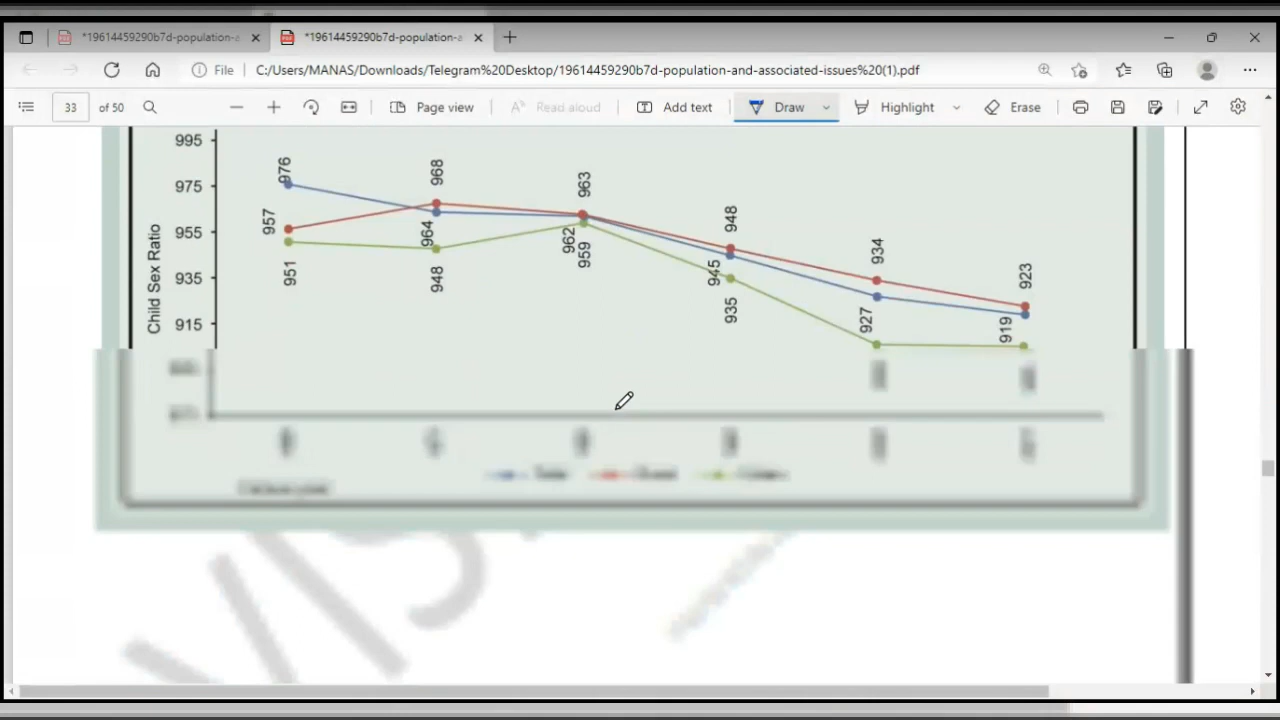 *19614459290b7d-population-a
*19614459290b7d-population-a
File
C:/Users/MANAS/Downloads/Telegram%20Desktop/19614459290b7d-population-and-associated-issues%20(1).pdf
33 of 50
Page view
Read aloud
Add text
Draw
Highlight
Erase
Child Sex Ratio
995
975
955
935
915
976
968
963
948
934
923
957
964
962
945
927
919
951
948
959
935